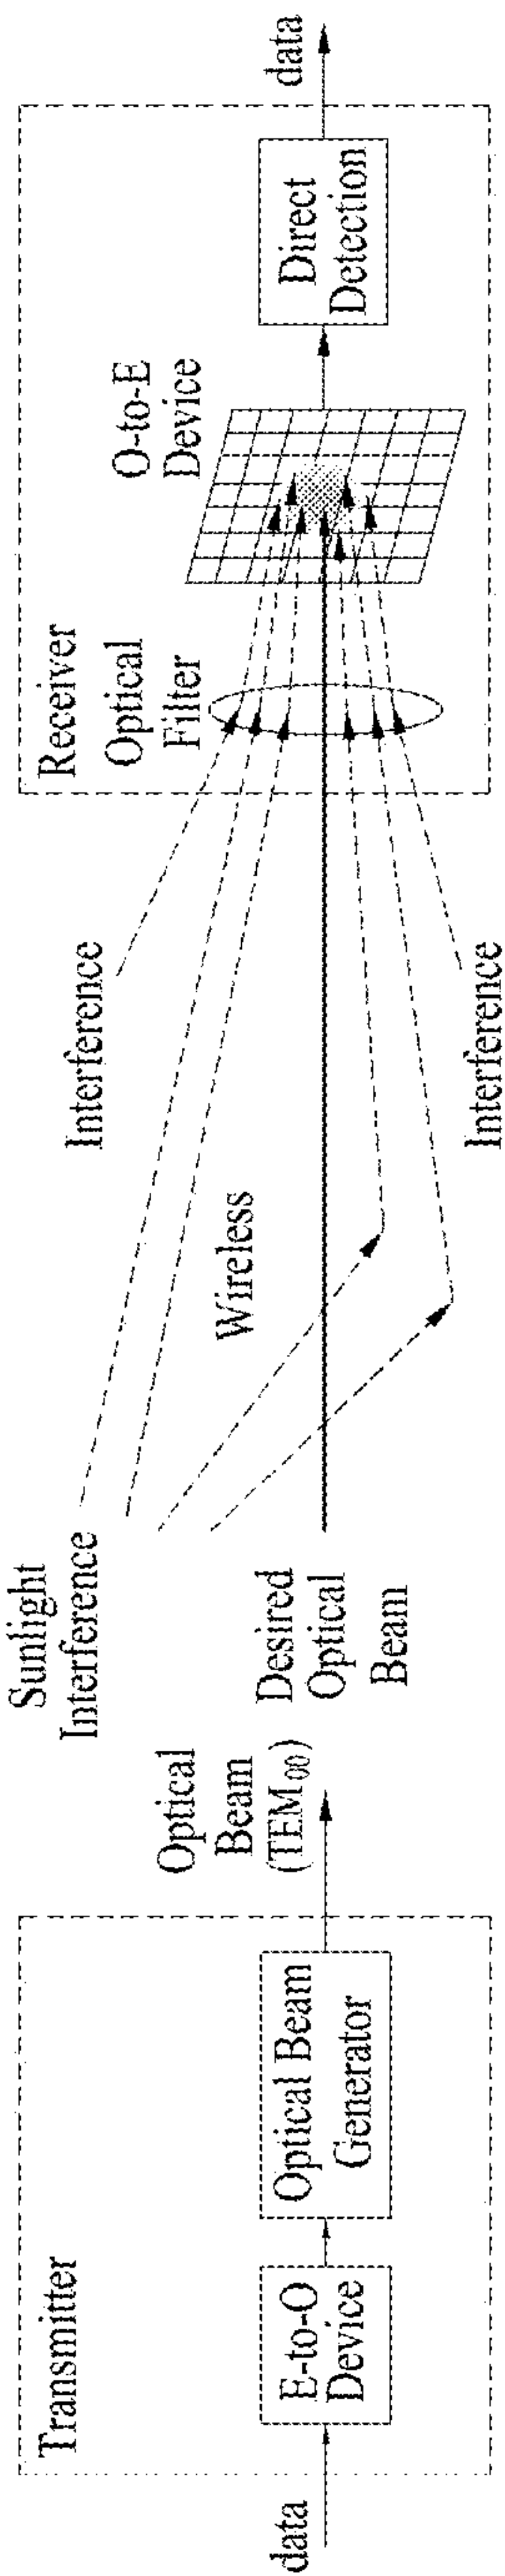 Transmitter
data
E-to-O
Device
Optical Beam
Generator
Optical
Beam
(TEM₀₀)
Sunlight
Interference
Desired
Optical
Beam
Wireless
Interference
Interference
Receiver
Optical
Filter
O-to-E
Device
Direct
Detection
data